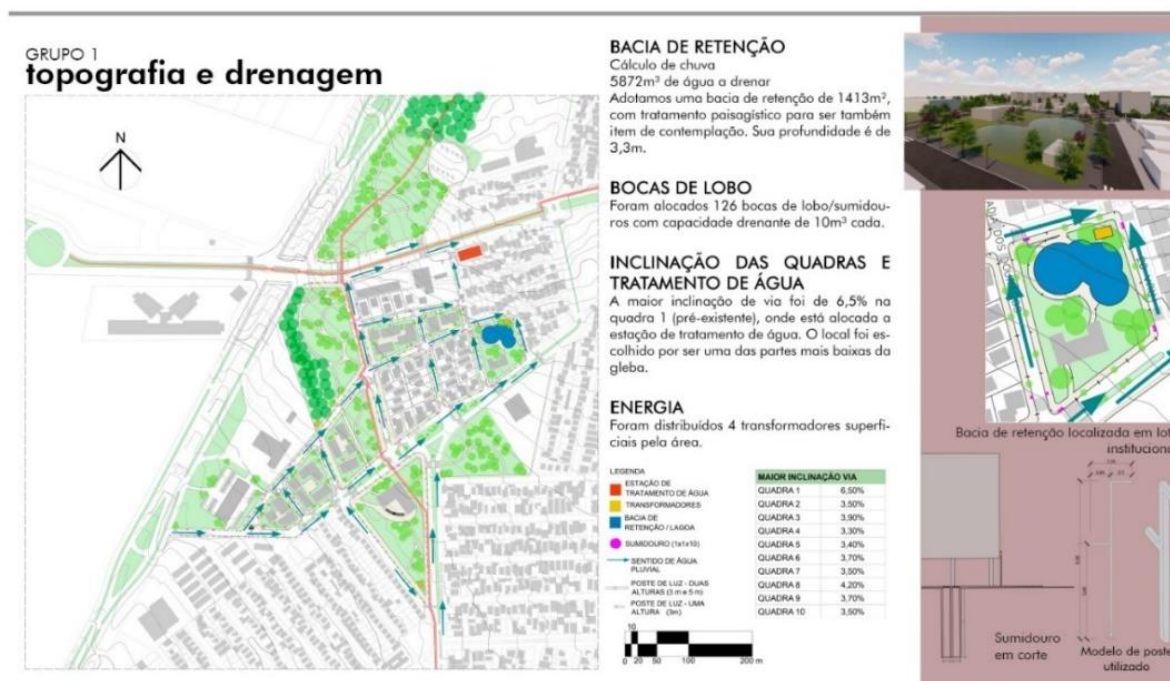 GRUPO 1
topografia e drenagem
N
BACIA DE RETENÇÃO
Cálculo de chuva
5872m³ de água a drenar
Adotamos uma bacia de retenção de 1413m²,
com tratamento paisagístico para ser também
item de contemplação. Sua profundidade é de
3,3m.
BOCAS DE LOBO
Foram alocados 126 bocas de lobo/sumidou-
ros com capacidade drenante de 10m³ cada.
INCLINAÇÃO DAS QUADRAS E
TRATAMENTO DE ÁGUA
A maior inclinação de via foi de 6,5% na
quadra 1 (pré-existente), onde está alocada a
estação de tratamento de água. O local foi es-
colhido por ser uma das partes mais baixas da
gleba.
ENERGIA
Foram distribuídos 4 transformadores superfi-
ciais pela área.
LEGENDA
ESTAÇÃO DE
TRATAMENTO DE ÁGUA
TRANSFORMADORES
BACIA DE
RETENÇÃO / LAGOA
SUMIDOURO (1x1x10)
SENTIDO DE ÁGUA
PLUVIAL
POSTE DE LUZ - DUAS
ALTURAS (3 m e 5 m)
POSTE DE LUZ - UMA
ALTURA (3m)
10
0 20 50 100 200 m
MAIOR INCLINAÇÃO VIA
QUADRA 1 6,50%
QUADRA 2 3,50%
QUADRA 3 3,90%
QUADRA 4 3,30%
QUADRA 5 3,40%
QUADRA 6 3,70%
QUADRA 7 3,50%
QUADRA 8 4,20%
QUADRA 9 3,70%
QUADRA 10 3,50%
Bacia de retenção localizada em lot
instituciona
Sumidouro
em corte
Modelo de poste
utilizado